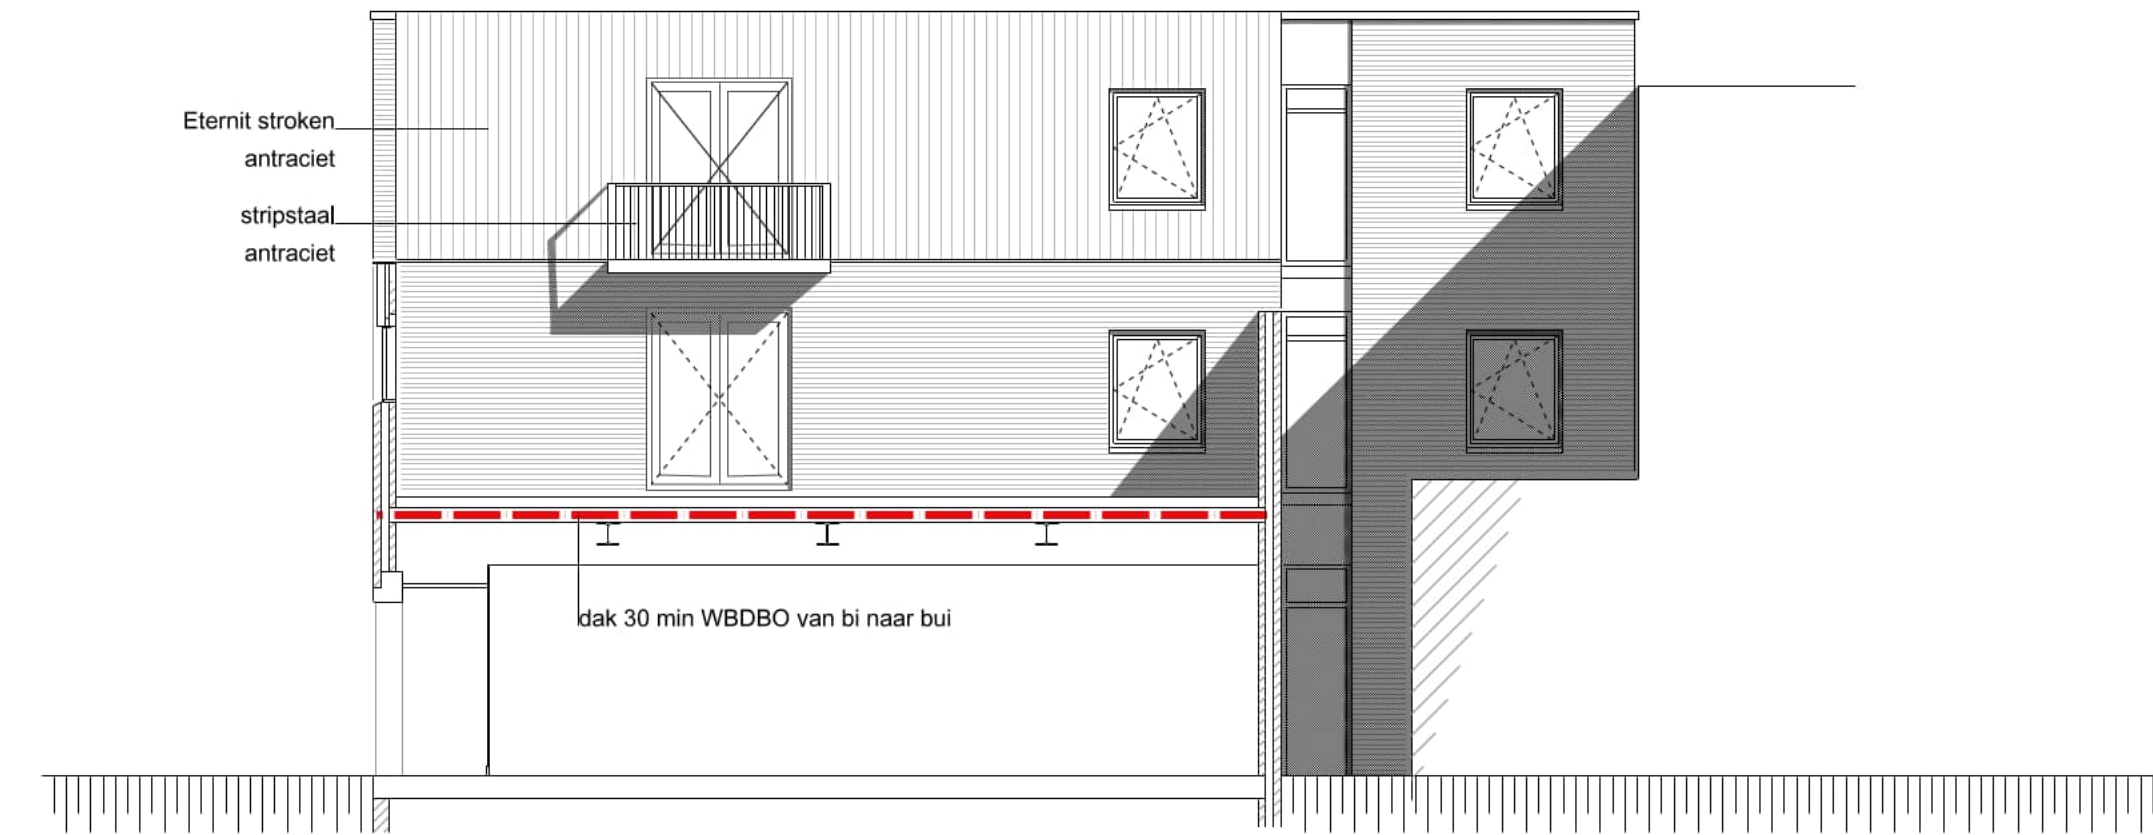 Eternit stroken
antraciet
stripstaal
antraciet
dak 30 min WBDBO van bi naar bui